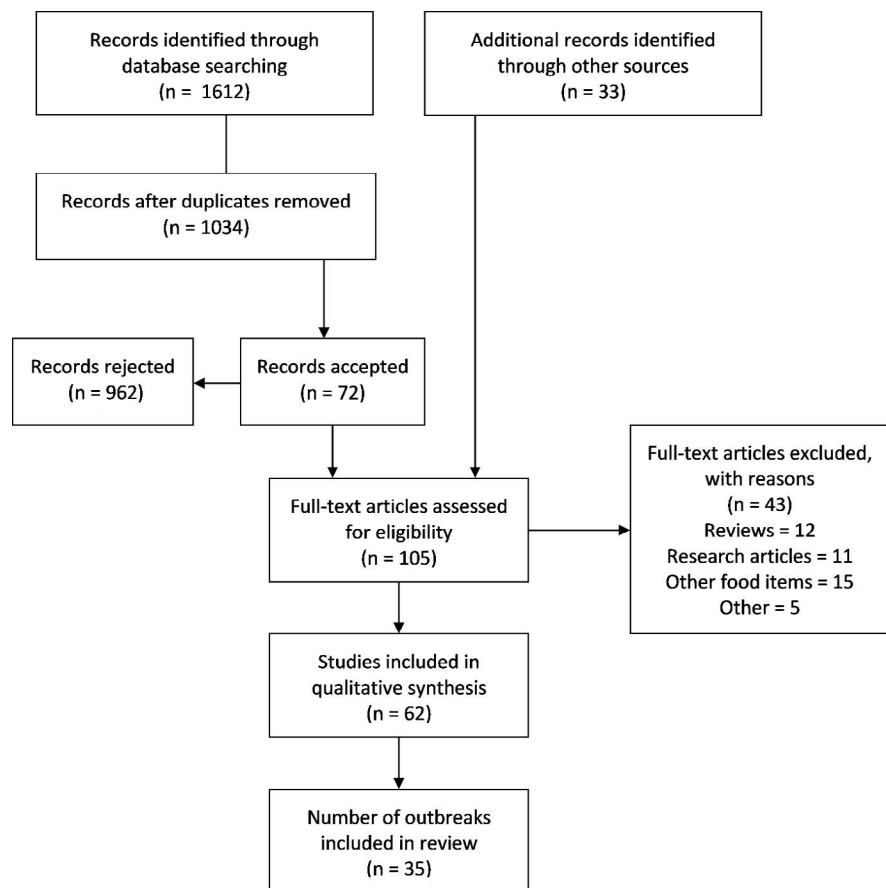 Records identified through
database searching
(n = 1612)
Additional records identified
through other sources
(n = 33)
Records after duplicates removed
(n = 1034)
Records rejected
(n = 962)
Records accepted
(n = 72)
Full-text articles assessed
for eligibility
(n = 105)
Full-text articles excluded,
with reasons
(n = 43)
Reviews = 12
Research articles = 11
Other food items = 15
Other = 5
Studies included in
qualitative synthesis
(n = 62)
Number of outbreaks
included in review
(n = 35)